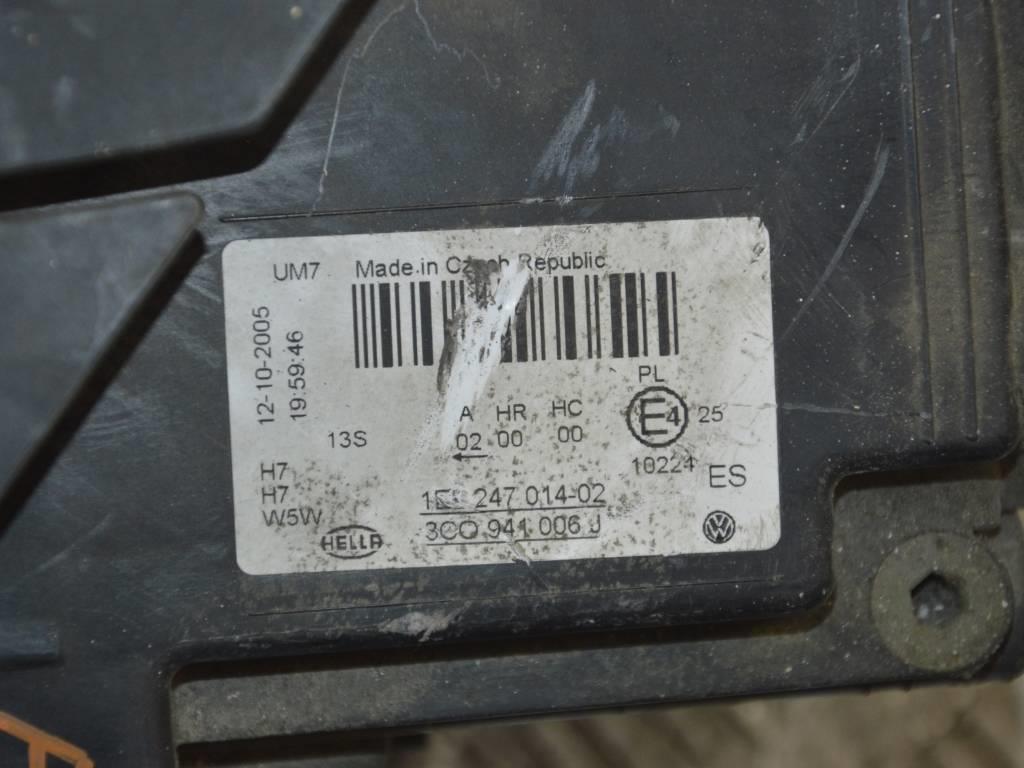 UM7 Made in Czech Republic
12-10-2005
19:59:46
PL
A HR HC
E4 25
13S
02 00 00
10224
ES
H7
H7
W5W
HELLA
247 014-02
3C0 941 006 J
VW